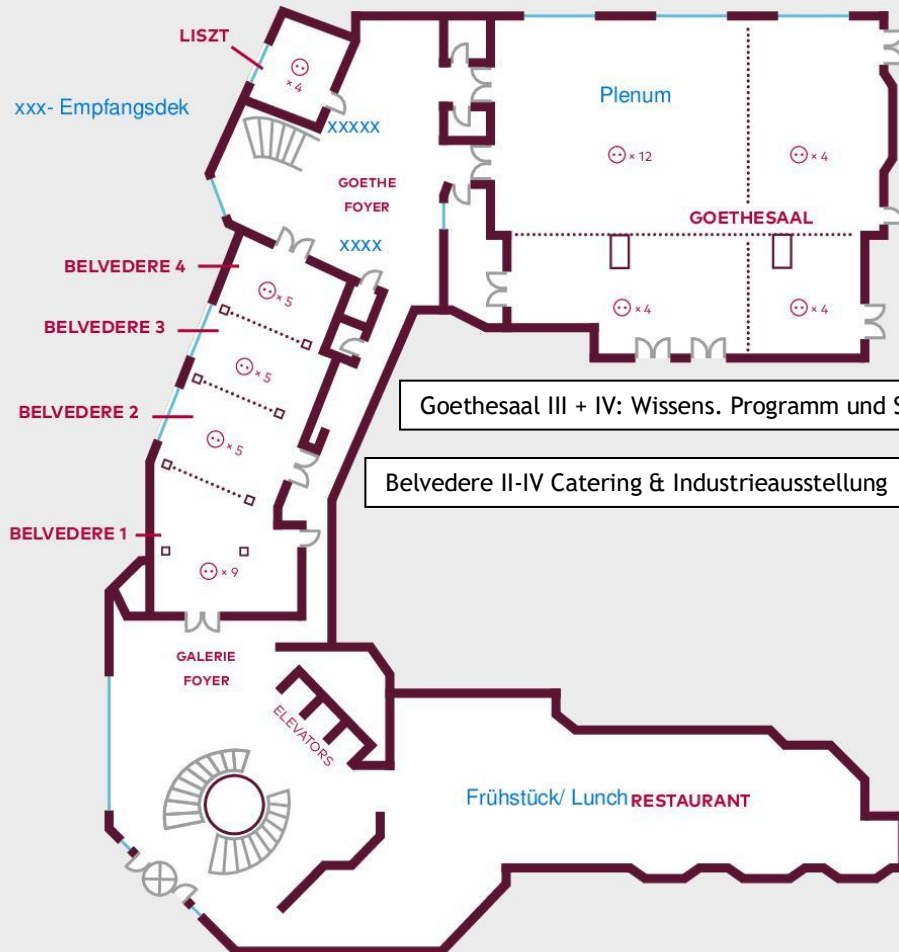 LISZT
× 4
xxx- Empfangsdek
xxxxx
Plenum
× 12
× 4
GOETHE
FOYER
GOETHESAAL
xxxx
BELVEDERE 4
× 5
× 4
× 4
BELVEDERE 3
× 5
Goethesaal III + IV: Wissens. Programm und
BELVEDERE 2
× 5
Belvedere II-IV Catering & Industrieausstellung
BELVEDERE 1
× 9
GALERIE
FOYER
ELEVATORS
Frühstück/ Lunch RESTAURANT